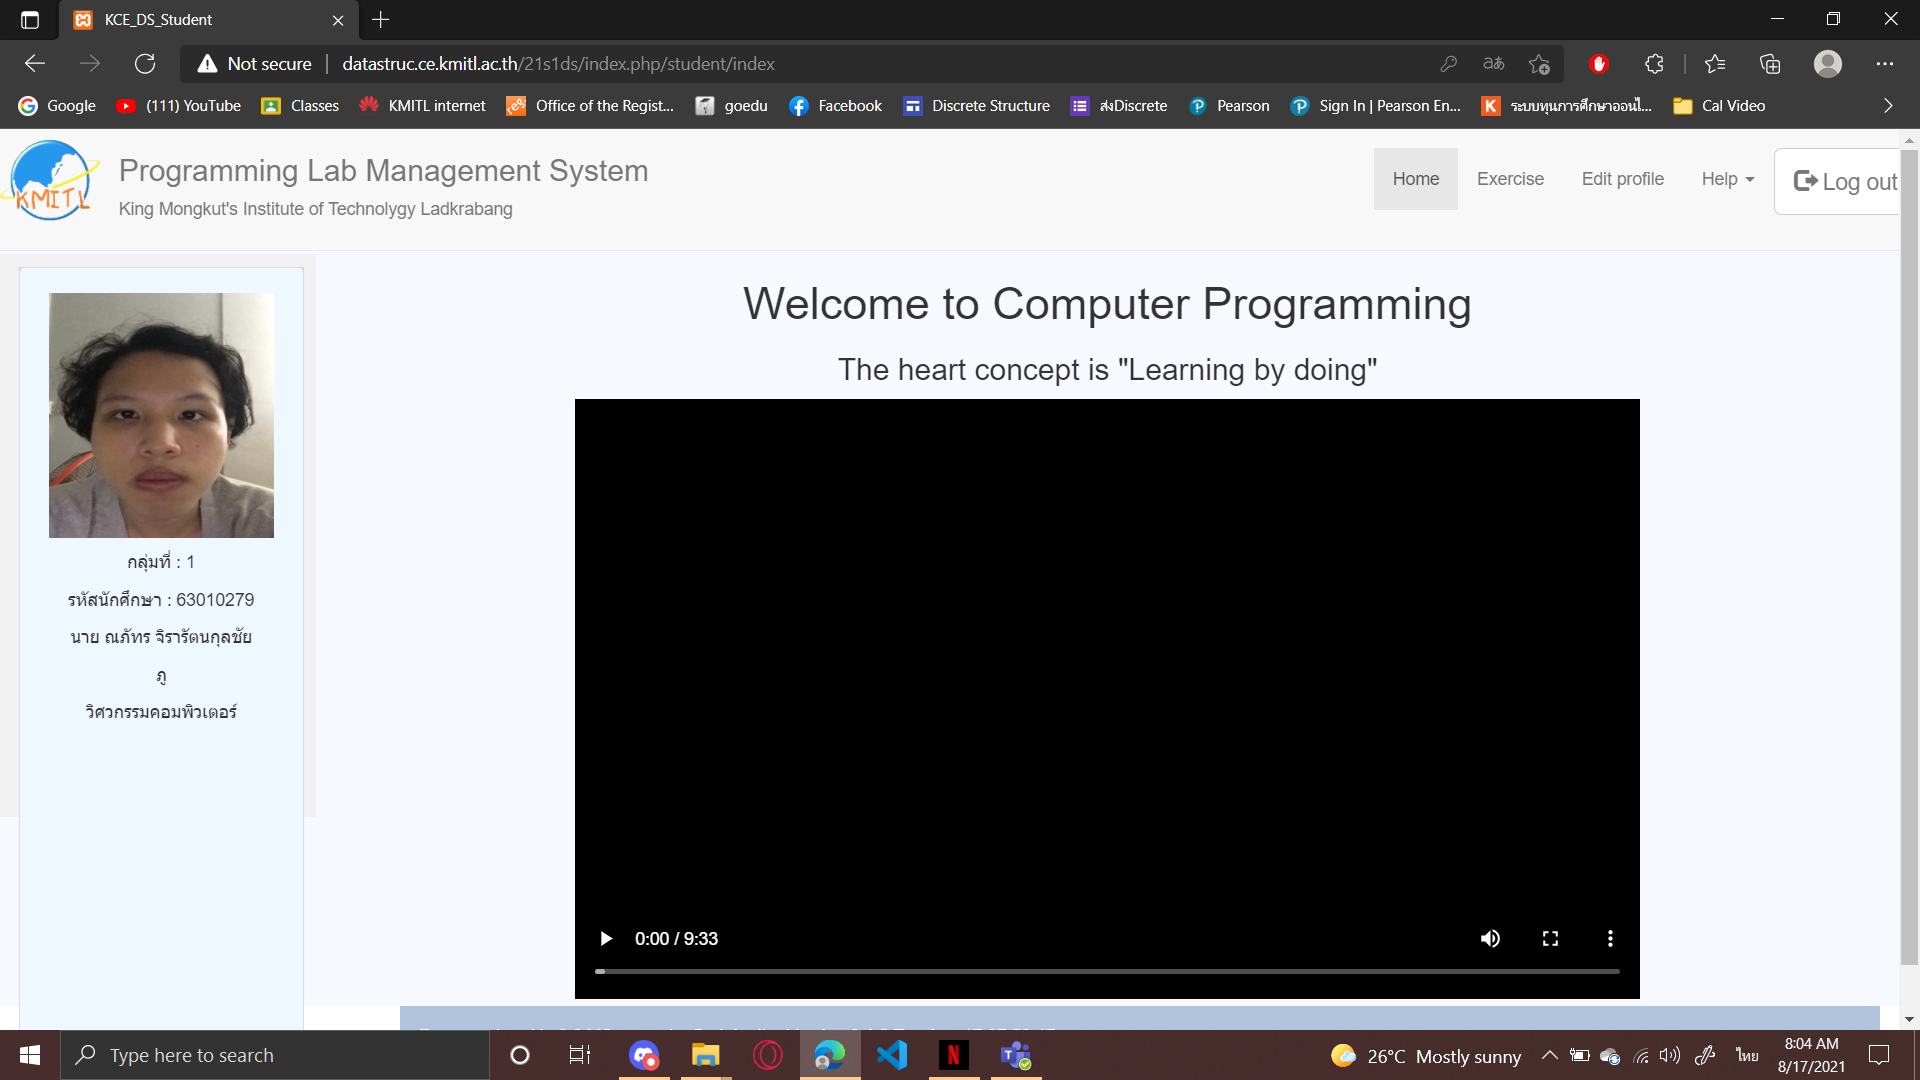 KCE_DS_Student
Not secure | datastruc.ce.kmitl.ac.th/21s1ds/index.php/student/index
Google (111) YouTube Classes KMITL internet Office of the Regist... goedu Facebook Discrete Structure ส่งDiscrete Pearson Sign In | Pearson En... ระบบทุนการศึกษาออนไ... Cal Video
KMITL
Programming Lab Management System
King Mongkut's Institute of Technolygy Ladkrabang
Home Exercise Edit profile Help Log out
Welcome to Computer Programming
The heart concept is "Learning by doing"
กลุ่มที่ : 1
รหัสนักศึกษา : 63010279
นาย ณภัทร จิรารัตนกุลชัย
ภู
วิศวกรรมคอมพิวเตอร์
0:00 / 9:33
Type here to search
26°C Mostly sunny
ไทย
8:04 AM
8/17/2021